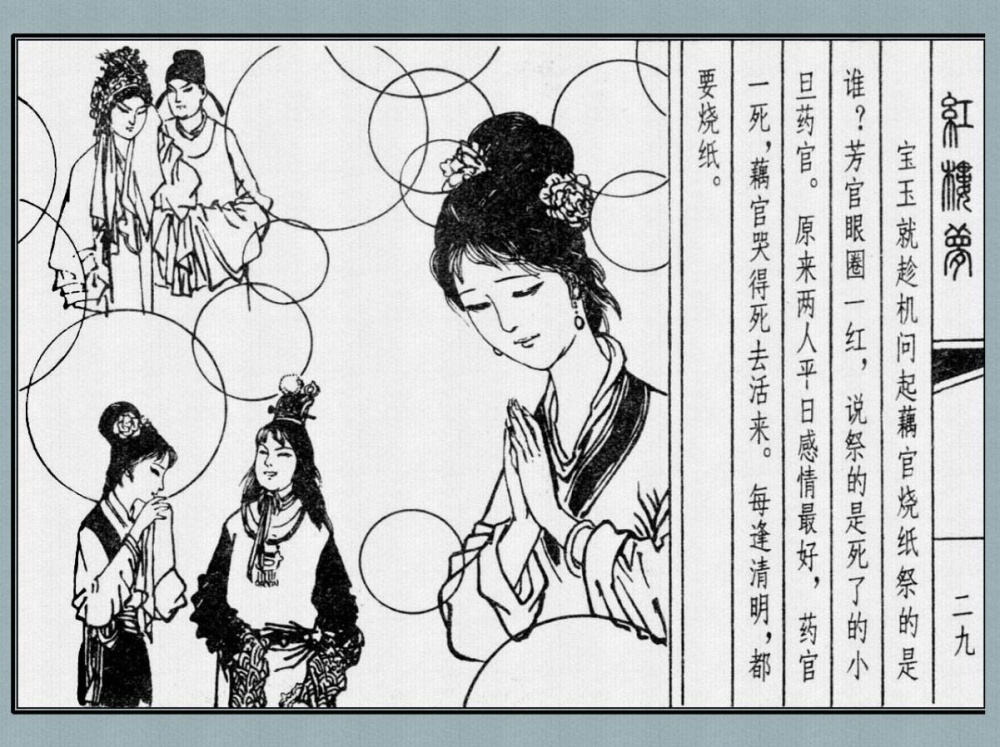 红楼梦
二九
宝玉就趁机问起藕官烧纸祭的是
谁?芳官眼圈一红,说祭的是死了的小
旦药官。原来两人平日感情最好,药官
一死,藕官哭得死去活来。每逢清明,都
要烧纸。